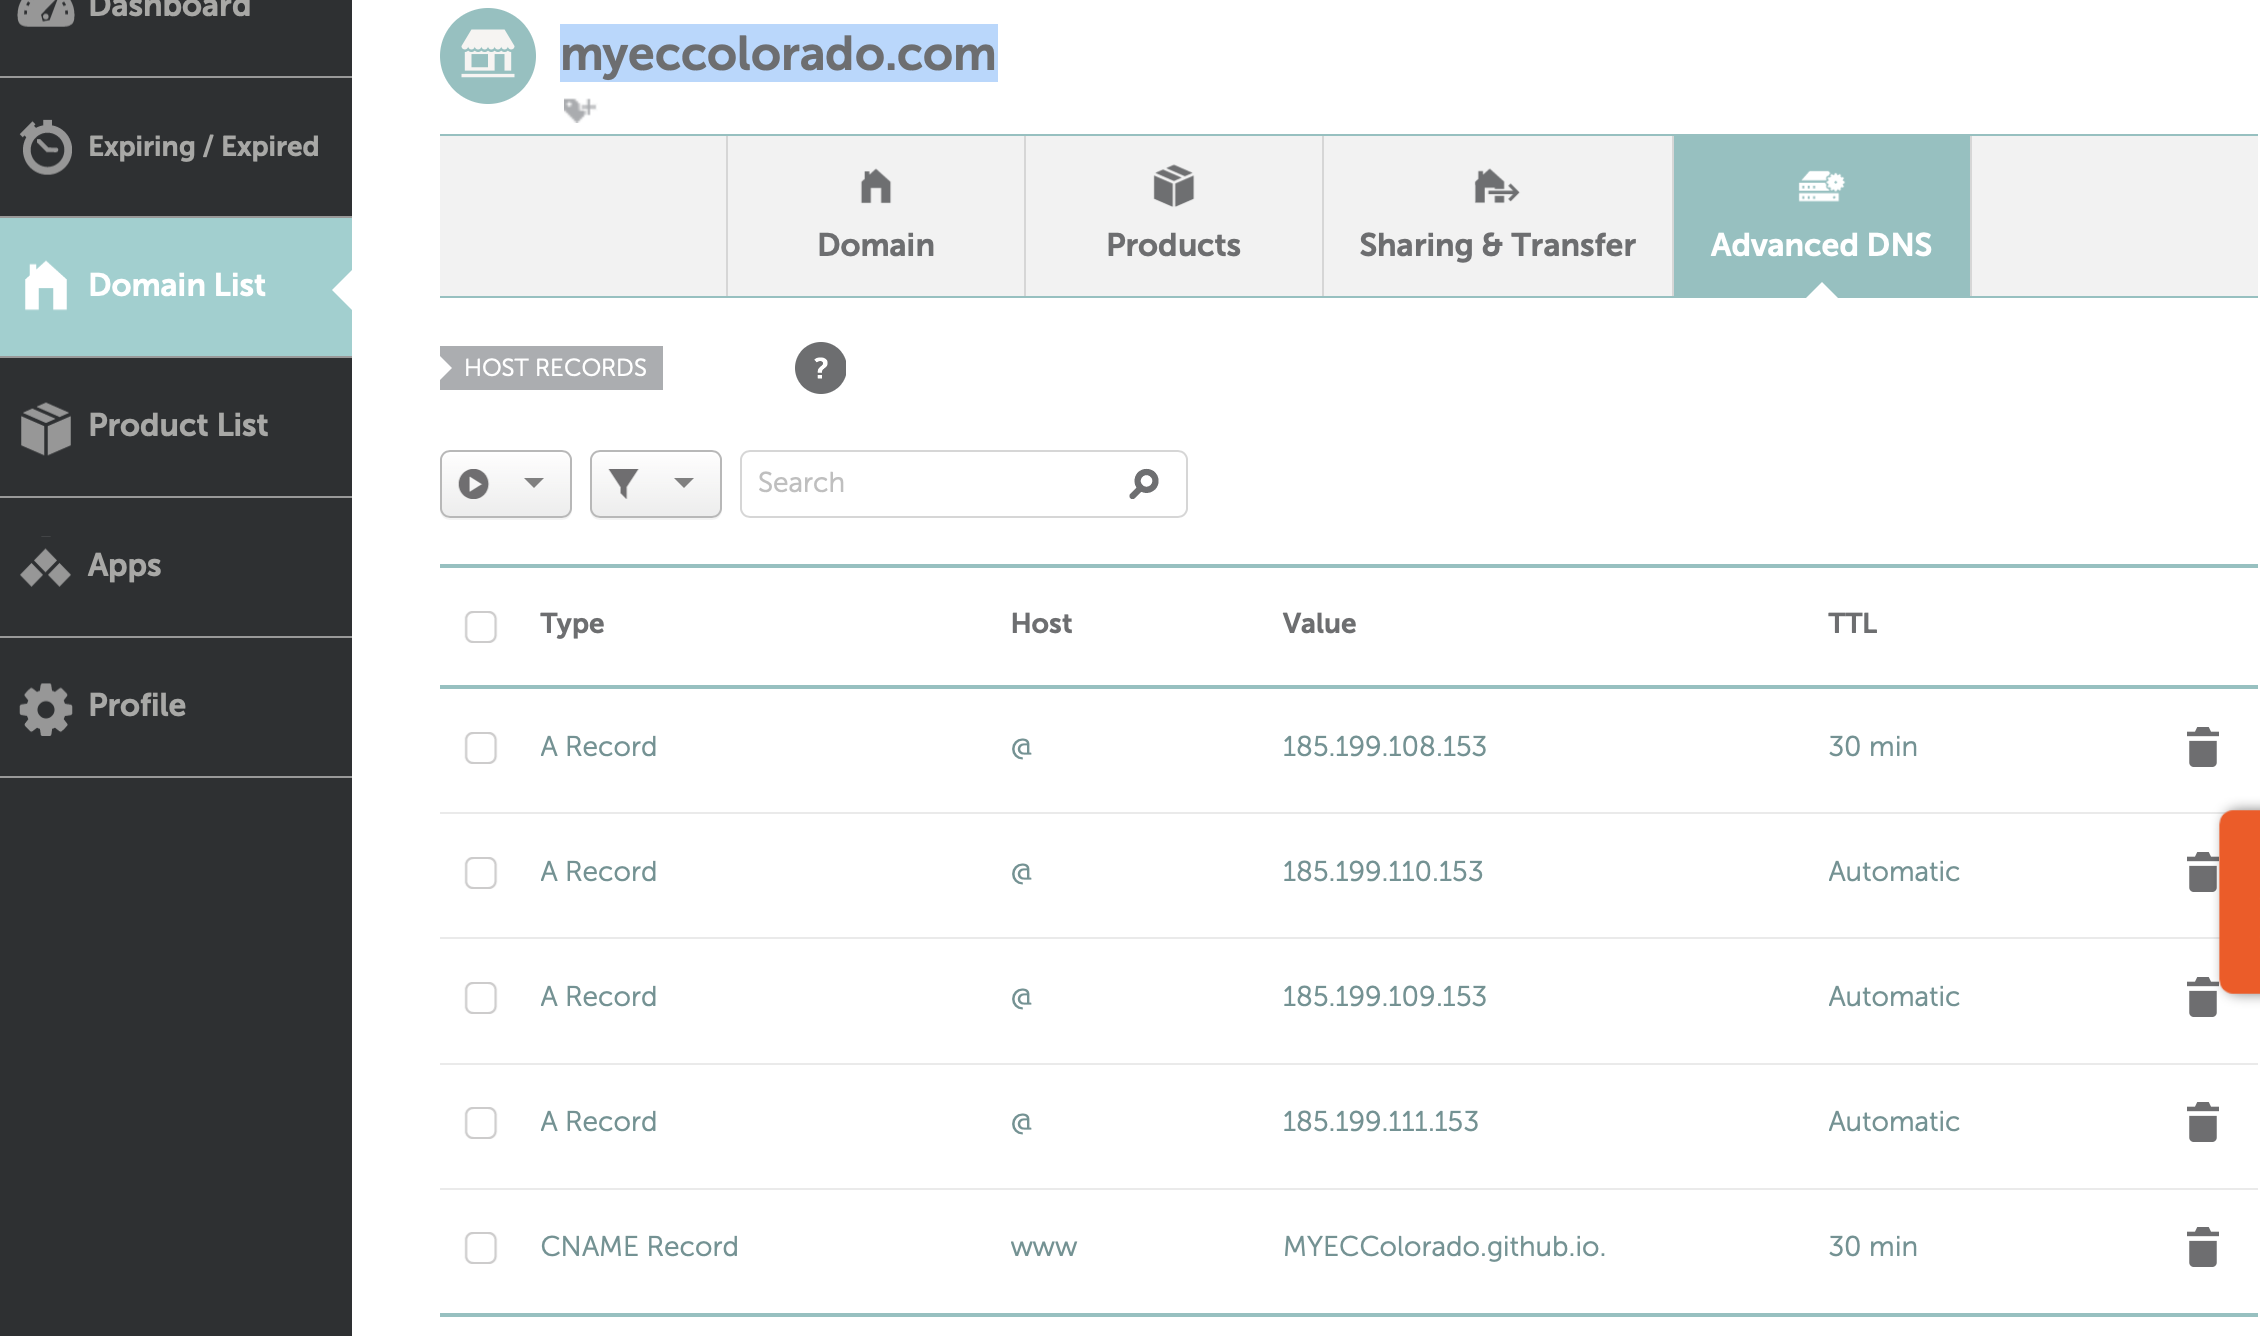 Dashboard
Expiring / Expired
Domain List
Product List
Apps
Profile
myeccolorado.com
Domain
Products
Sharing & Transfer
Advanced DNS
HOST RECORDS
?
Search
Type Host Value TTL
A Record @ 185.199.108.153 30 min
A Record @ 185.199.110.153 Automatic
A Record @ 185.199.109.153 Automatic
A Record @ 185.199.111.153 Automatic
CNAME Record www MYECColorado.github.io. 30 min